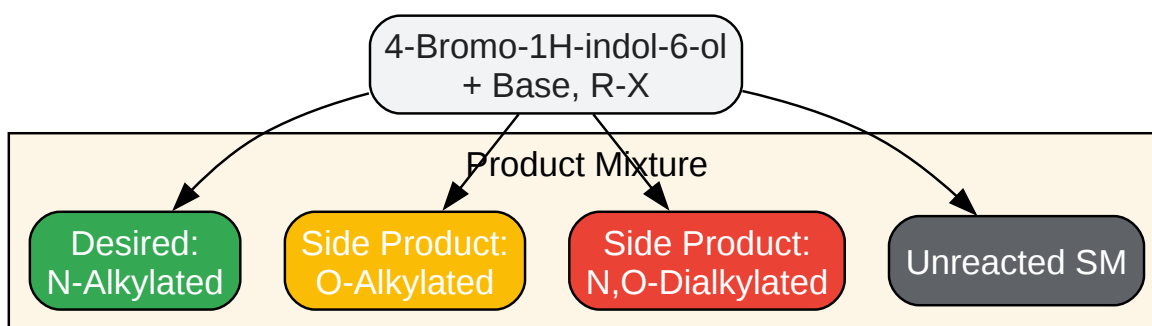 4-Bromo-1H-indol-6-ol
+ Base, R-X
Product Mixture
Desired:
N-Alkylated
Side Product:
O-Alkylated
Side Product:
N,O-Dialkylated
Unreacted SM